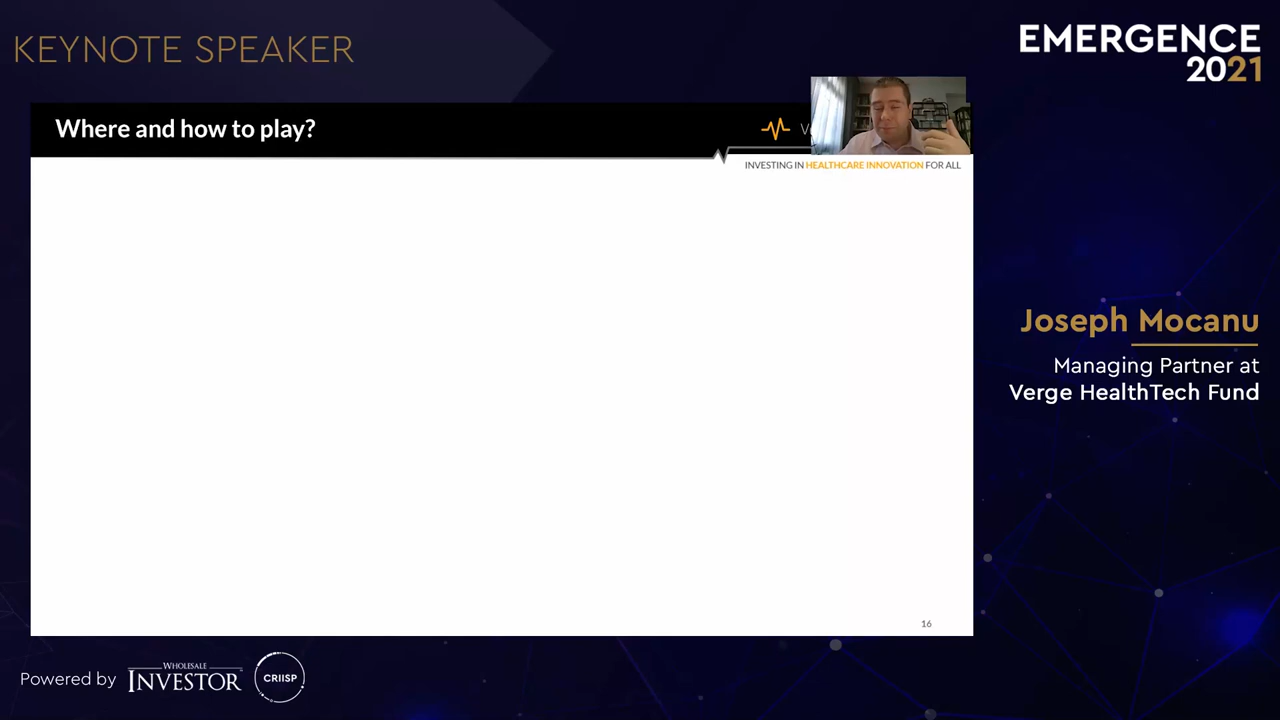 KEYNOTE SPEAKER
EMERGENCE
2021
Where and how to play?
INVESTING IN HEALTHCARE INNOVATION FOR ALL
Joseph Mocanu
Managing Partner at
Verge HealthTech Fund
16
Powered by
WHOLESALE
INVESTOR
CRIISP